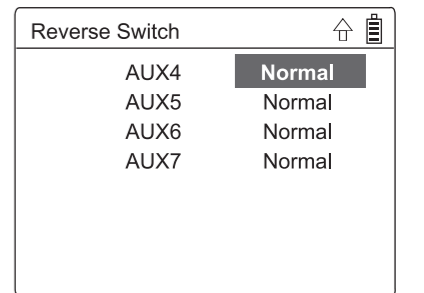 Reverse Switch
AUX4 Normal
AUX5 Normal
AUX6 Normal
AUX7 Normal